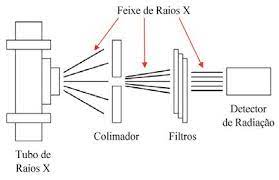 Feixe de Raios X
Colimador
Filtros
Detector
de Radiação
Tubo de
Raios X